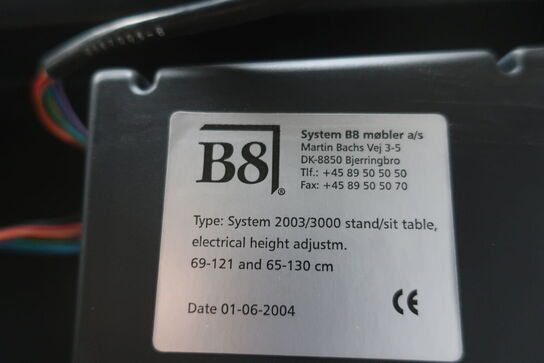 B8®
System B8 møbler a/s
Martin Bachs Vej 3-5
DK-8850 Bjerringbro
Tlf.: +45 89 50 50 50
Fax: +45 89 50 50 70
Type: System 2003/3000 stand/sit table,
electrical height adjustm.
69-121 and 65-130 cm
Date 01-06-2004
CE